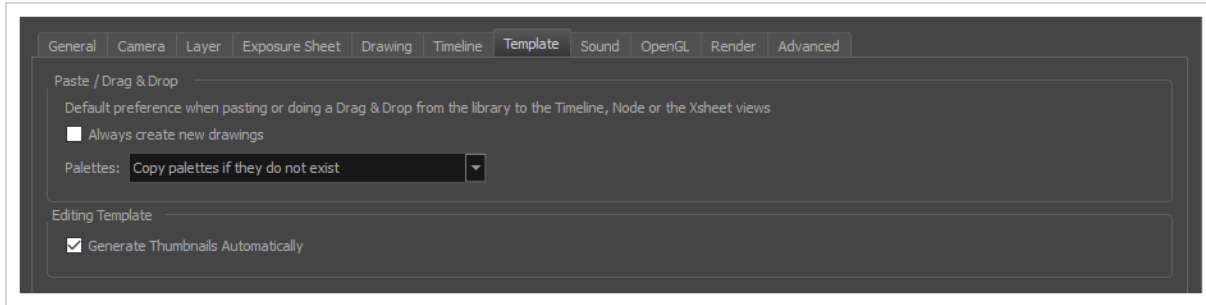 General Camera Layer Exposure Sheet Drawing Timeline Template Sound OpenGL Render Advanced
Paste / Drag & Drop
Default preference when pasting or doing a Drag & Drop from the library to the Timeline, Node or the Xsheet views
Always create new drawings
Palettes: Copy palettes if they do not exist
Editing Template
Generate Thumbnails Automatically